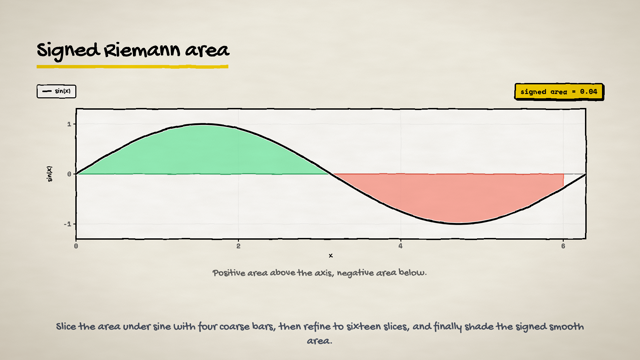 Signed Riemann area
sin(x)
signed area = 0.04
1
0
-1
sin(x)
0
2
4
6
x
Positive area above the axis, negative area below.
Slice the area under sine with four coarse bars, then refine to sixteen slices, and finally shade the signed smooth
area.